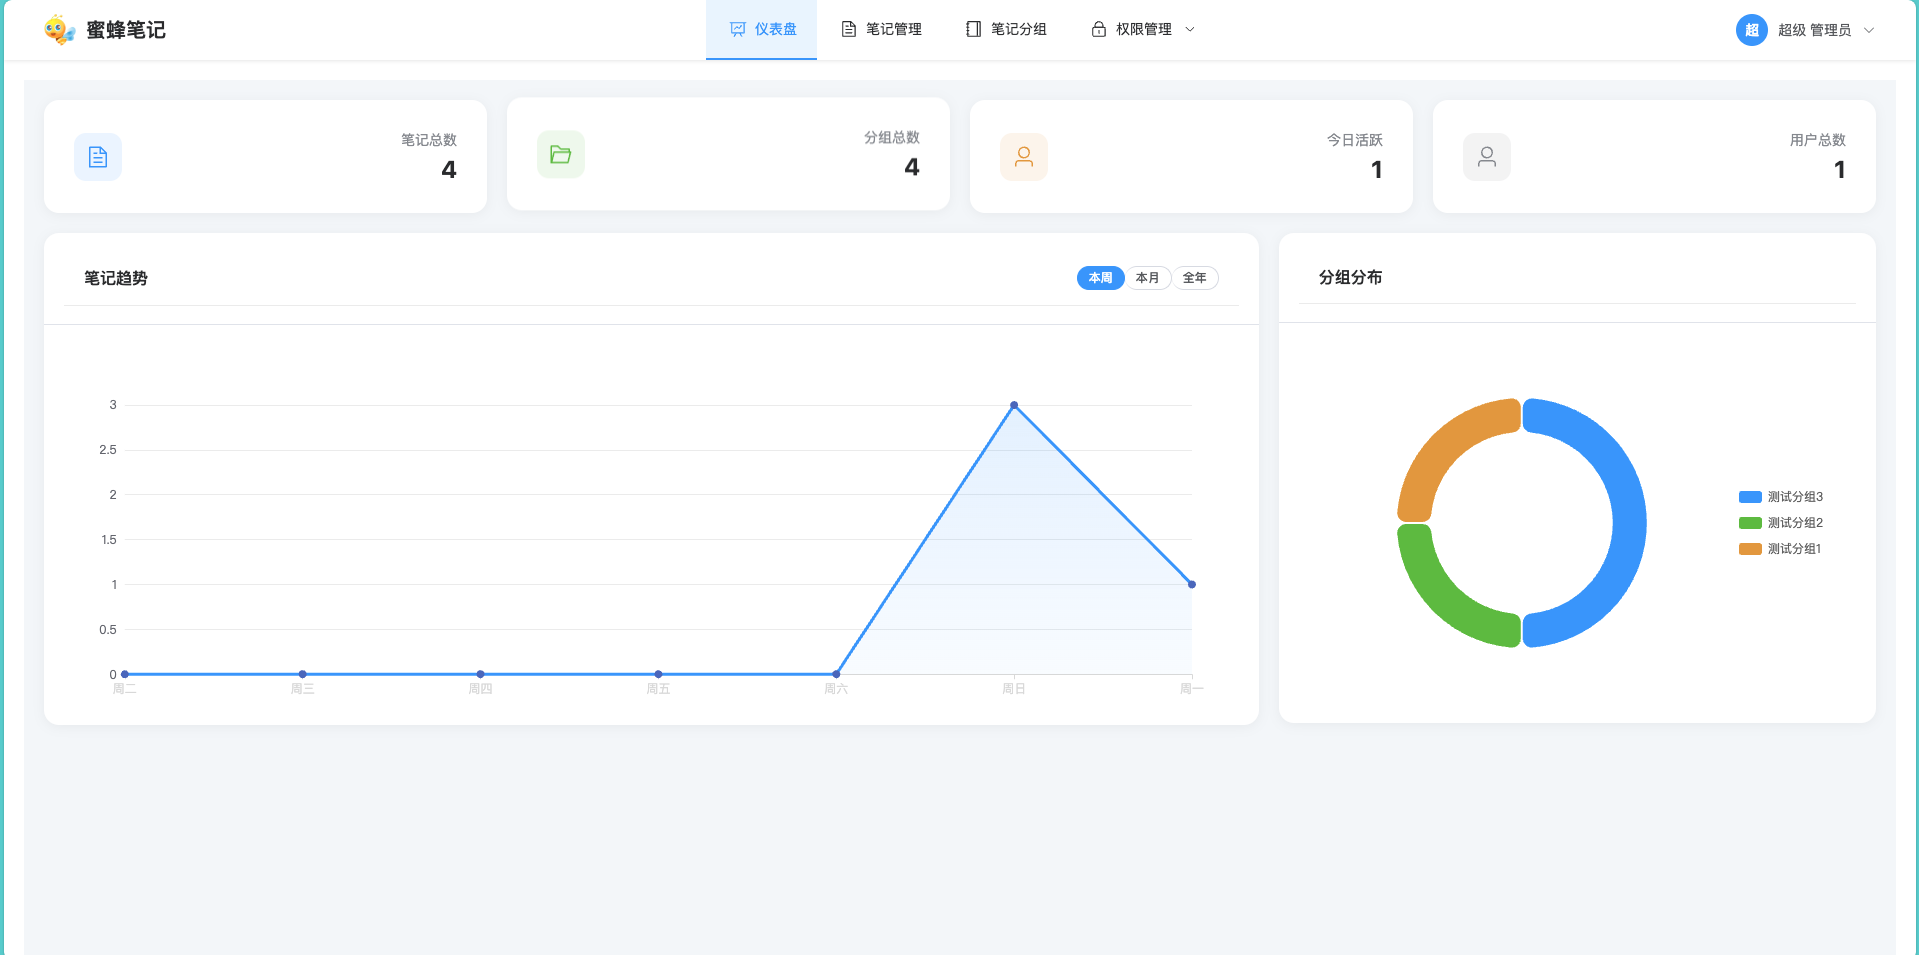 蜜蜂笔记
仪表盘
笔记管理
笔记分组
权限管理
超
超级 管理员
笔记总数
4
分组总数
4
今日活跃
1
用户总数
1
笔记趋势
本周
本月
全年
3
2.5
2
1.5
1
0.5
0
周二
周三
周四
周五
周六
周日
周一
分组分布
测试分组3
测试分组2
测试分组1